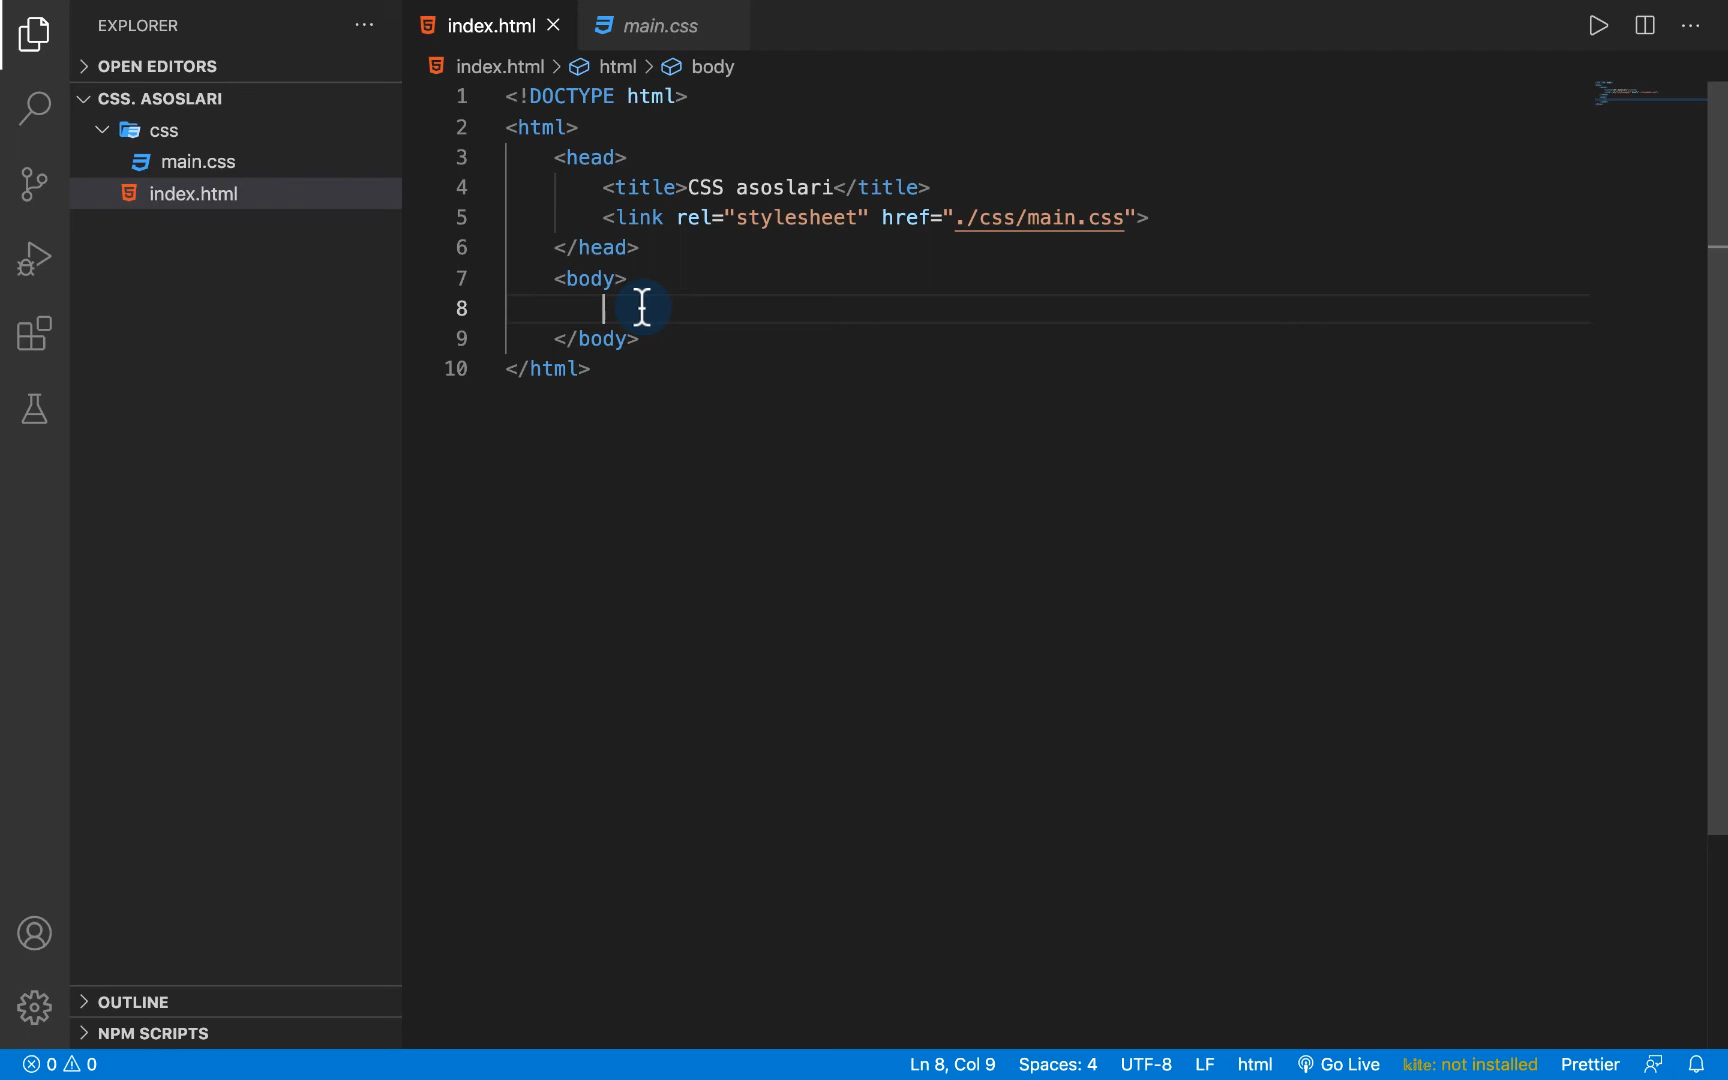 EXPLORER
OPEN EDITORS
CSS. ASOSLARI
css
main.css
index.html
OUTLINE
NPM SCRIPTS
index.html
main.css
index.html > html > body
1 <!DOCTYPE html>
2 <html>
3 <head>
4 <title>CSS asoslari</title>
5 <link rel="stylesheet" href="./css/main.css">
6 </head>
7 <body>
8
9 </body>
10 </html>
0 0 Ln 8, Col 9 Spaces: 4 UTF-8 LF html Go Live kite: not installed Prettier